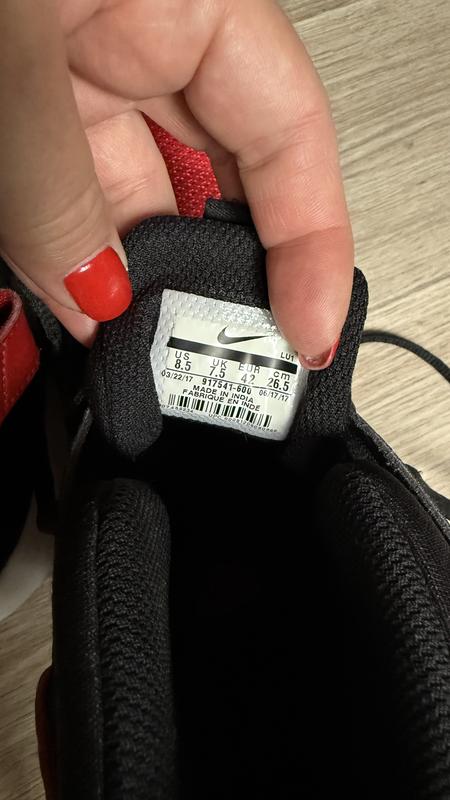 LU1
US UK EUR cm
8.5 7.5 42 26.5
03/22/17 917541-600 06/17/17
MADE IN INDIA
FABRIQUE EN INDE